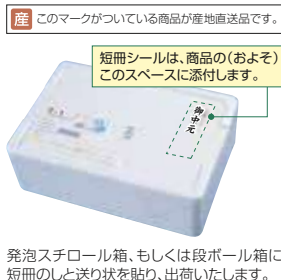 産 このマークがついている商品が産地直送品です。
短冊シールは、商品の(およそ)
このスペースに添付します。
御中元
発泡スチロール箱、もしくは段ボール箱に
短冊のしと送り状を貼り、出荷いたします。